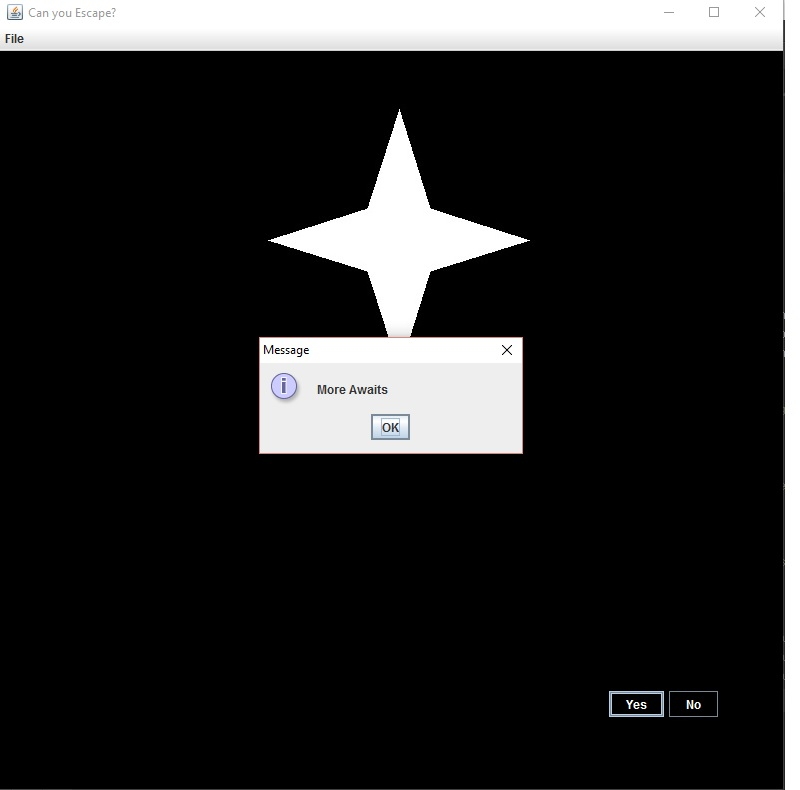 Can you Escape?
File
Message
i
More Awaits
OK
Yes No